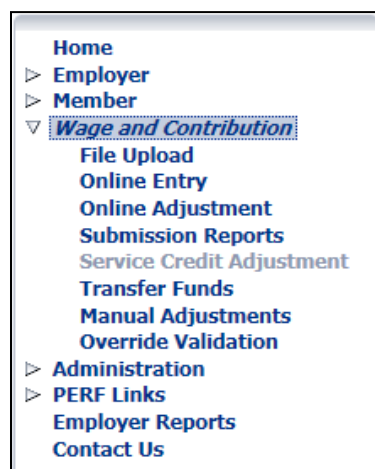 Home
Employer
Member
Wage and Contribution
File Upload
Online Entry
Online Adjustment
Submission Reports
Service Credit Adjustment
Transfer Funds
Manual Adjustments
Override Validation
Administration
PERF Links
Employer Reports
Contact Us